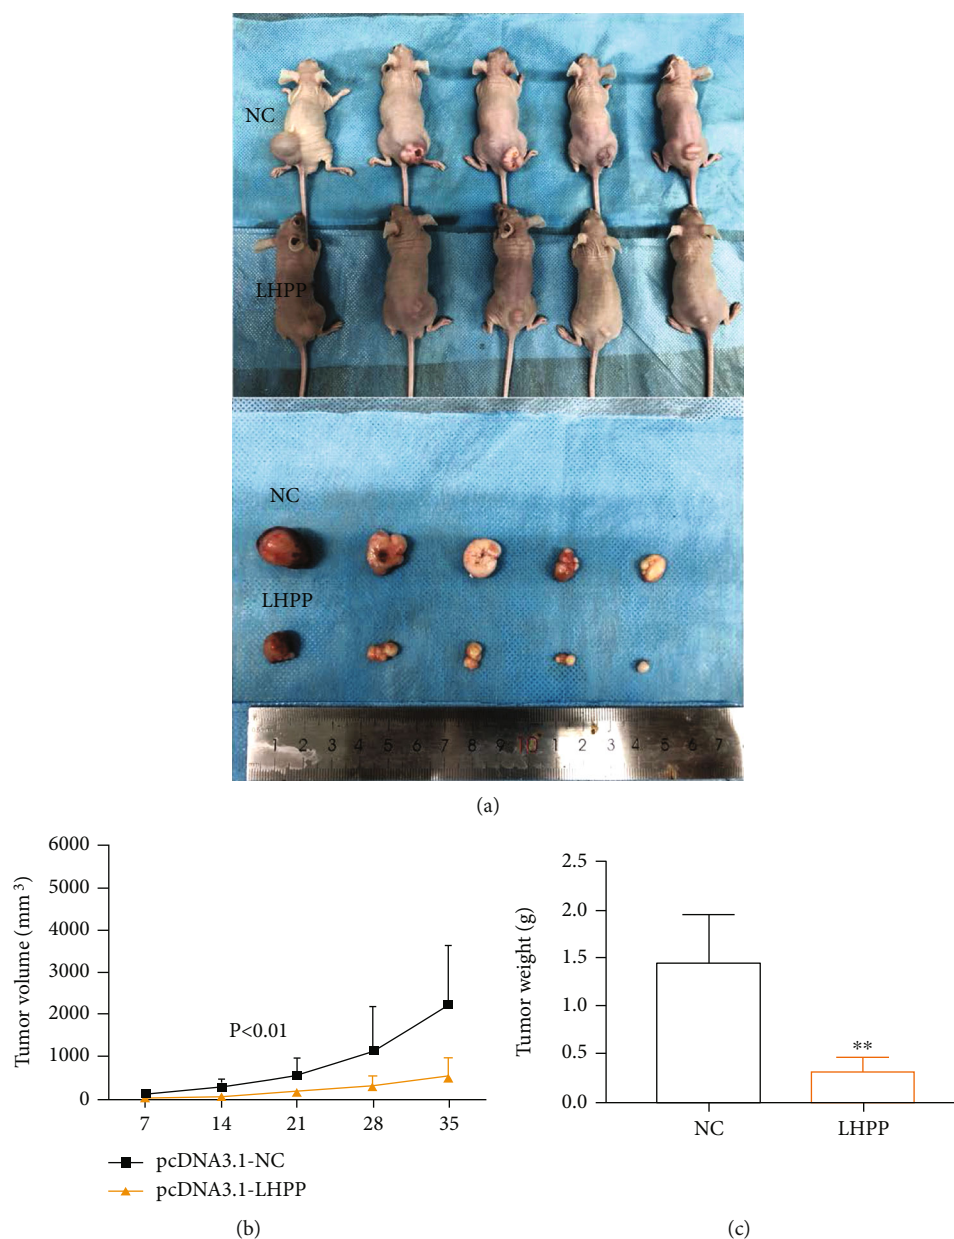 NC
LHPP
NC
LHPP
1 2 3 4 5 6 7 8 9 10 1 2 3 4 5 6 7
(a)
6000
5000
4000
3000
2000
1000
0
Tumor volume (mm³)
P<0.01
7 14 21 28 35
pcDNA3.1-NC
pcDNA3.1-LHPP
(b)
2.5
2.0
1.5
1.0
0.5
0.0
Tumor weight (g)
**
NC LHPP
(c)